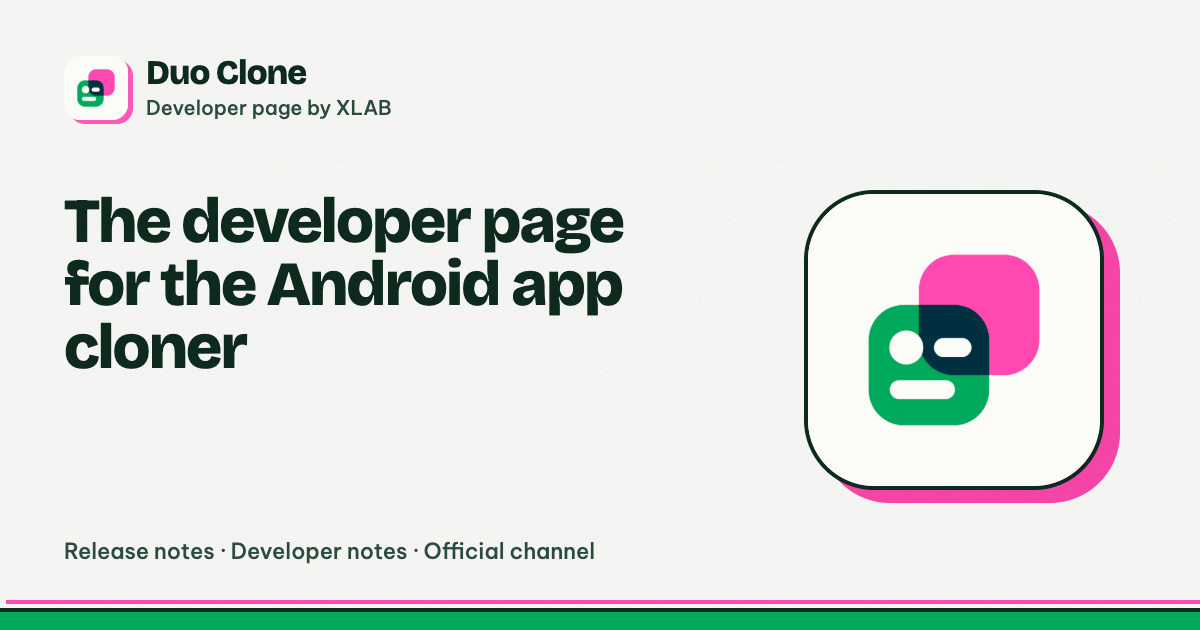 Duo Clone
Developer page by XLAB
The developer page
for the Android app
cloner
Release notes · Developer notes · Official channel